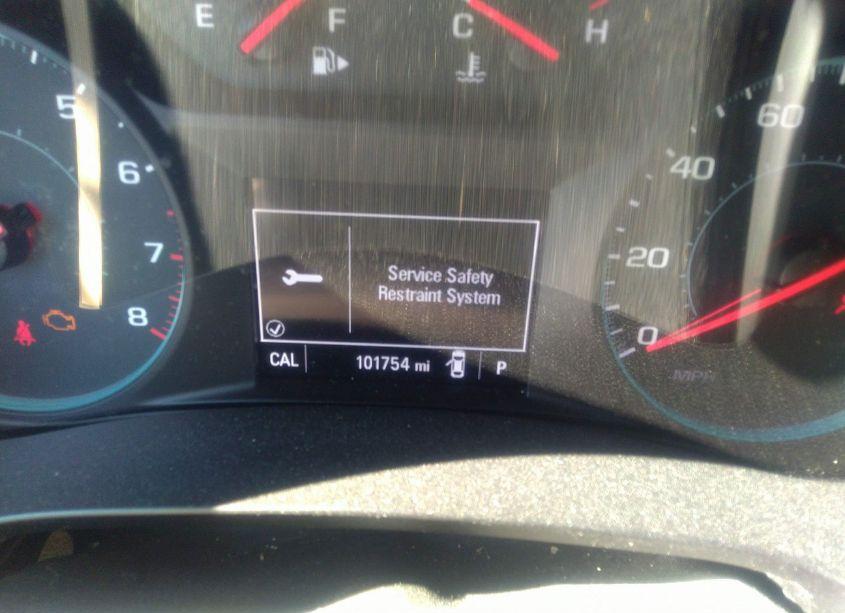 E F C H
5
6
7
8
60
40
20
0
MPH
Service Safety
Restraint System
CAL 101754 mi P